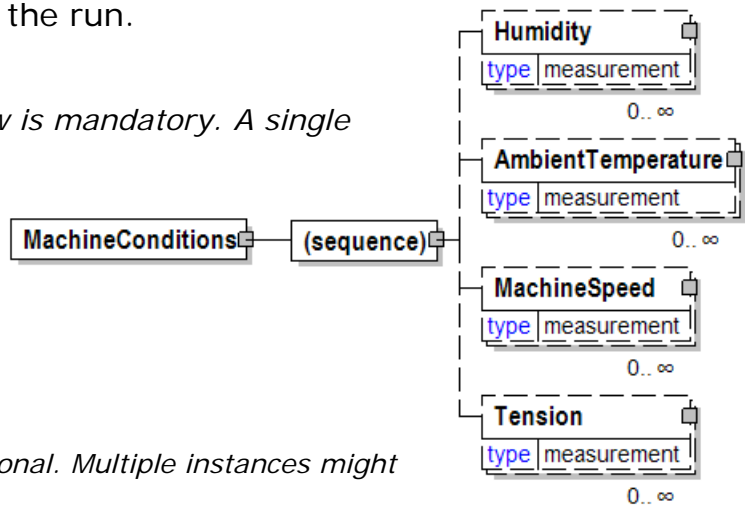 the run.
is mandatory. A single
onal. Multiple instances might
MachineConditions
(sequence)
Humidity
type measurement
0.. ∞
AmbientTemperature
type measurement
0.. ∞
MachineSpeed
type measurement
0.. ∞
Tension
type measurement
0.. ∞